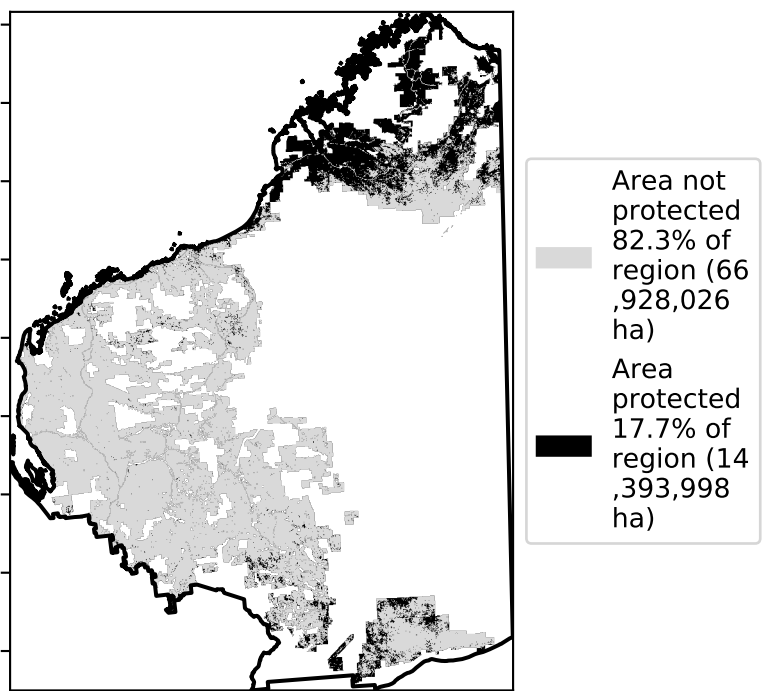 Area not
protected
82.3% of
region (66
,928,026
ha)
Area
protected
17.7% of
region (14
,393,998
ha)